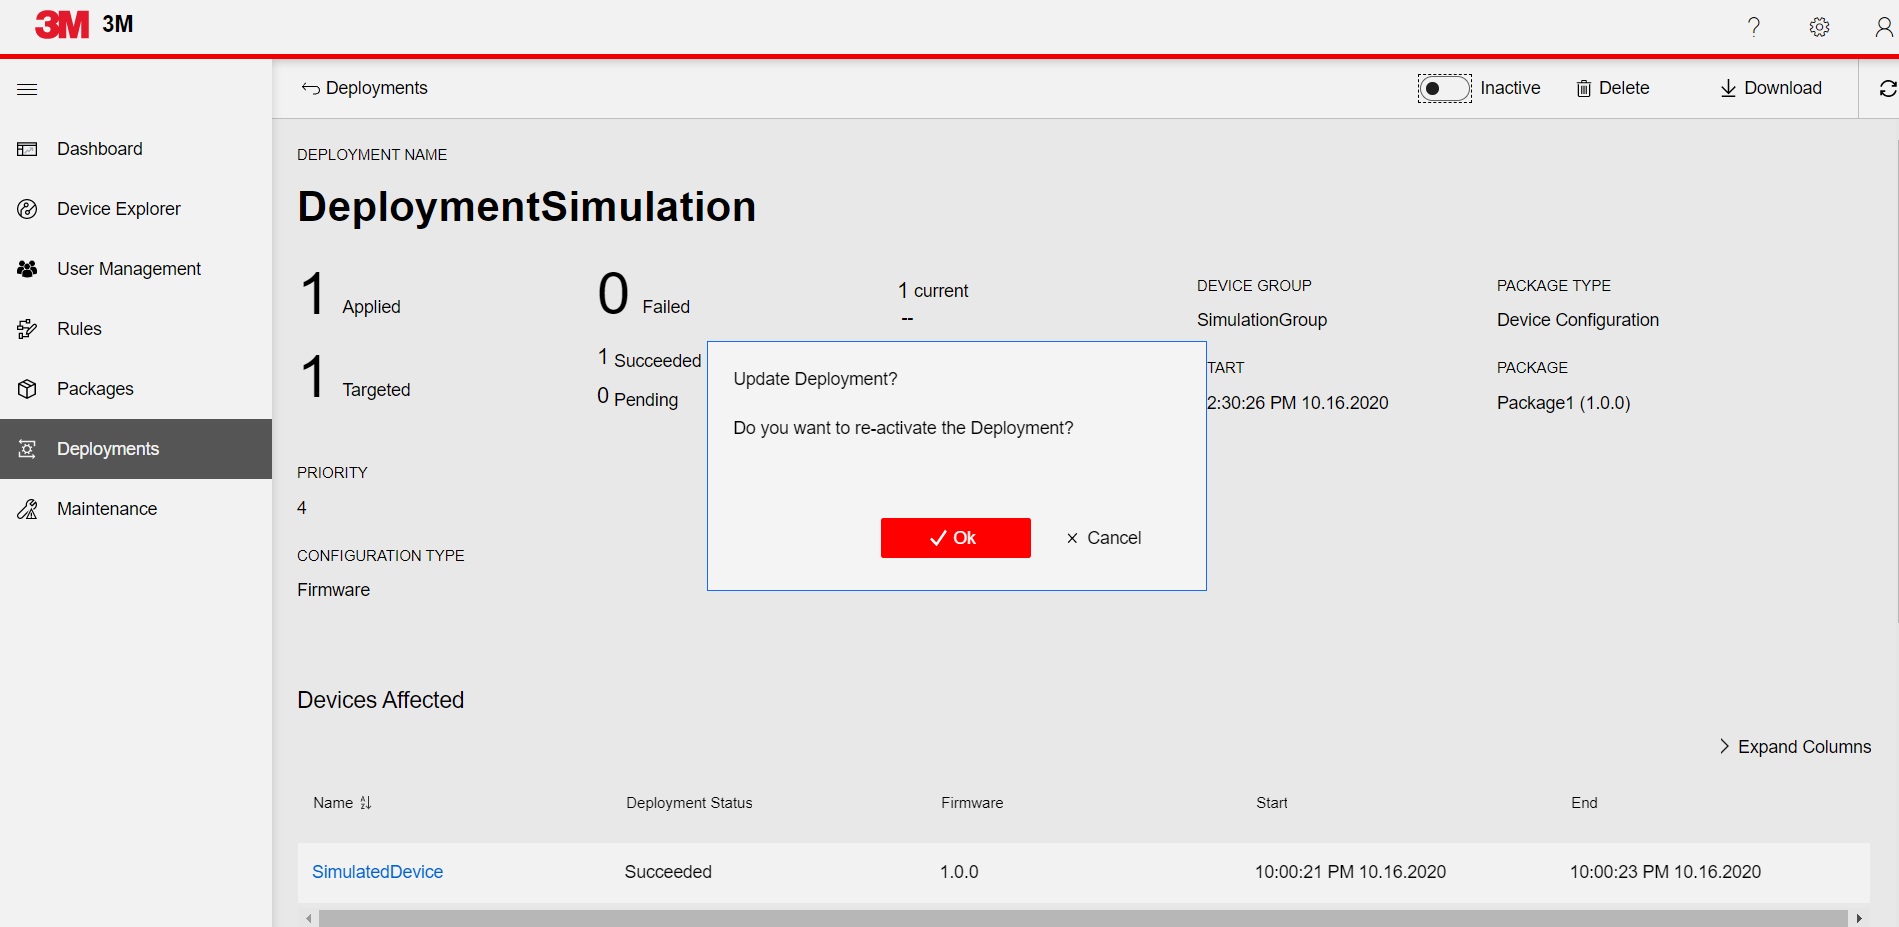 3M 3M
Deployments
Inactive
Delete
Download
Dashboard
Device Explorer
User Management
Rules
Packages
Deployments
Maintenance
DEPLOYMENT NAME
DeploymentSimulation
1 Applied
0 Failed
1 current
--
DEVICE GROUP
SimulationGroup
PACKAGE TYPE
Device Configuration
1 Targeted
1 Succeeded
0 Pending
TART
2:30:26 PM 10.16.2020
PACKAGE
Package1 (1.0.0)
Update Deployment?
Do you want to re-activate the Deployment?
Ok
Cancel
PRIORITY
4
CONFIGURATION TYPE
Firmware
Devices Affected
Expand Columns
Name Deployment Status Firmware Start End
SimulatedDevice Succeeded 1.0.0 10:00:21 PM 10.16.2020 10:00:23 PM 10.16.2020